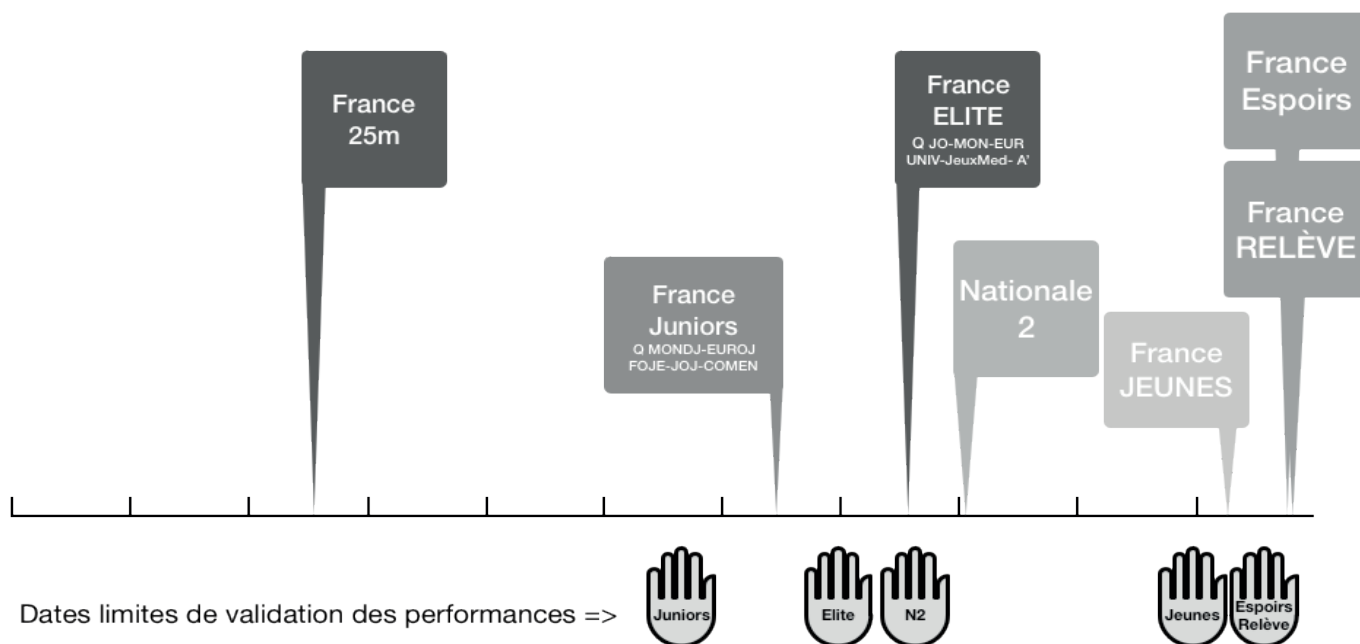 France
25m
France
Juniors
Q MONDJ-EUROJ
FOJE-JOJ-COMEN
France
ELITE
Q JO-MON-EUR
UNIV-JeuxMed- A'
Nationale
2
France
JEUNES
France
Espoirs
France
RELÈVE
Dates limites de validation des performances =>
Juniors
Elite
N2
Jeunes
Espoirs
Relève